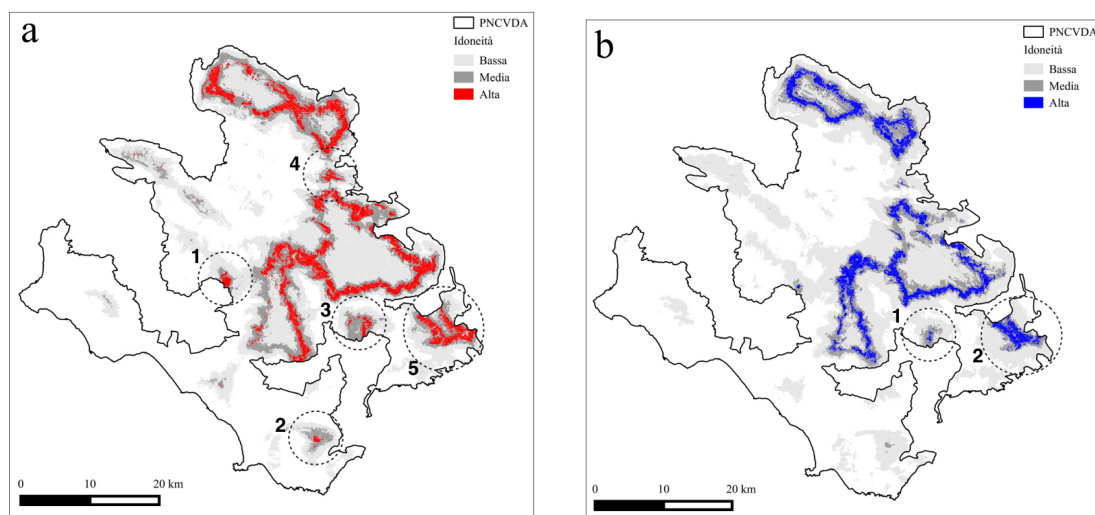 a
PNCVDA
Idoneità
Bassa
Media
Alta
4
1
3
5
2
0 10 20 km
b
PNCVDA
Idoneità
Bassa
Media
Alta
1
2
0 10 20 km